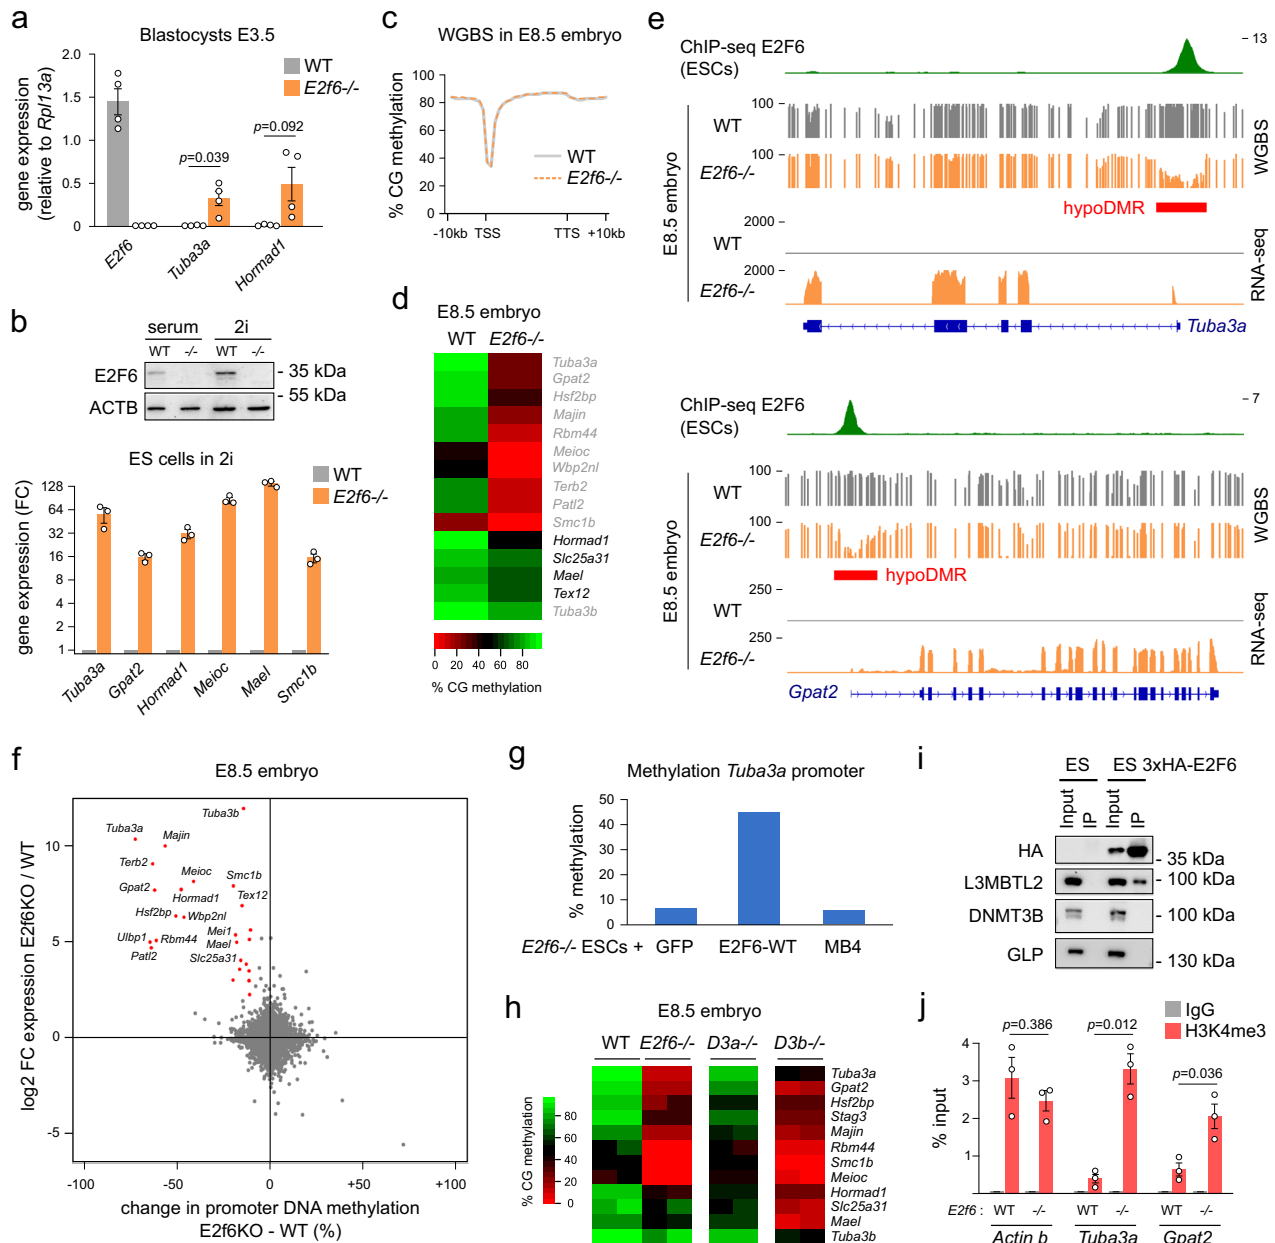 a
Blastocysts E3.5
gene expression
(relative to Rpl13a)
2.0
1.5
1.0
0.5
0
WT
E2f6-/-
p=0.039
p=0.092
E2f6
Tuba3a
Hormad1
b
serum
2i
WT
-/-
WT
-/-
E2F6
ACTB
- 35 kDa
- 55 kDa
ES cells in 2i
WT
E2f6-/-
gene expression (FC)
128
64
32
16
8
4
2
1
Tuba3a
Gpat2
Hormad1
Meioc
Mael
Smc1b
c
WGBS in E8.5 embryo
% CG methylation
100
80
60
40
20
0
WT
E2f6-/-
-10kb
TSS
TTS
+10kb
d
E8.5 embryo
WT
E2f6-/-
Tuba3a
Gpat2
Hsf2bp
Majin
Rbm44
Meioc
Wbp2nl
Terb2
Patl2
Smc1b
Hormad1
Slc25a31
Mael
Tex12
Tuba3b
0
20
40
60
80
% CG methylation
e
ChIP-seq E2F6
(ESCs)
- 13
E8.5 embryo
WT
100
E2f6-/-
100
WGBS
hypoDMR
WT
2000
E2f6-/-
2000
RNA-seq
Tuba3a
ChIP-seq E2F6
(ESCs)
- 7
E8.5 embryo
WT
100
E2f6-/-
100
WGBS
hypoDMR
WT
250
E2f6-/-
250
RNA-seq
Gpat2
f
E8.5 embryo
log2 FC expression E2f6KO / WT
10
5
0
-5
Tuba3b
Tuba3a
Majin
Terb2
Meioc
Smc1b
Gpat2
Hormad1
Tex12
Hsf2bp
Wbp2nl
Mei1
Ulbp1
Rbm44
Mael
Patl2
Slc25a31
-100
-50
0
+50
+100
change in promoter DNA methylation
E2f6KO - WT (%)
g
Methylation Tuba3a promoter
% methylation
50
40
30
20
10
0
E2f6-/- ESCs +
GFP
E2F6-WT
MB4
h
E8.5 embryo
WT
E2f6-/-
D3a-/-
D3b-/-
% CG methylation
80
60
40
20
0
Tuba3a
Gpat2
Hsf2bp
Stag3
Majin
Rbm44
Smc1b
Meioc
Hormad1
Slc25a31
Mael
Tuba3b
i
ES
ES 3xHA-E2F6
Input
IP
Input
IP
HA
- 35 kDa
L3MBTL2
- 100 kDa
DNMT3B
- 100 kDa
GLP
- 130 kDa
j
IgG
H3K4me3
% input
4
3
2
1
p=0.386
p=0.012
p=0.036
E2f6 :
WT
-/-
WT
-/-
WT
-/-
Actin b
Tuba3a
Gpat2